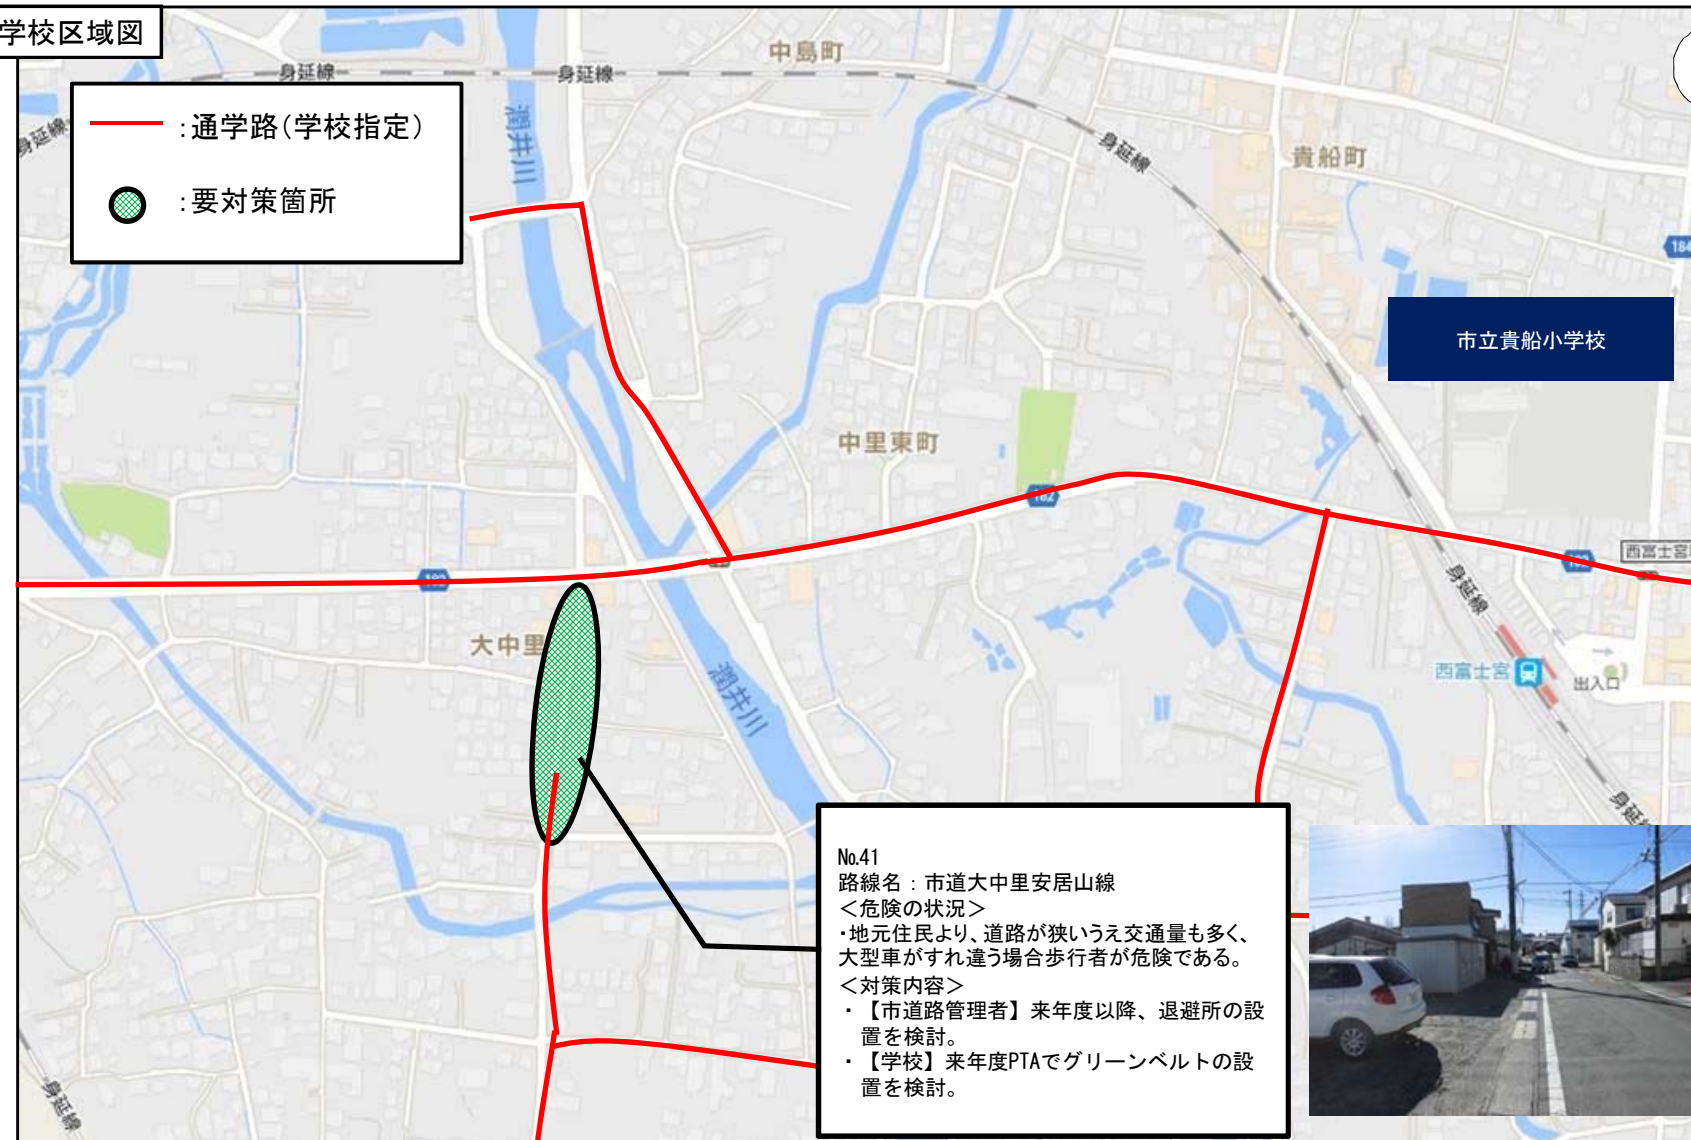 学校区域図
:通学路(学校指定)
:要対策箇所
身延線
身延線
身延線
中島町
潤井川
身延線
貴船町
184
市立貴船小学校
中里東町
182
西富士宮
大中里
潤井川
身延線
西富士宮
出入口
身延線
No.41
路線名：市道大中里安居山線
＜危険の状況＞
・地元住民より、道路が狭いうえ交通量も多く、
大型車がすれ違う場合歩行者が危険である。
＜対策内容＞
・【市道路管理者】来年度以降、退避所の設
置を検討。
・【学校】来年度PTAでグリーンベルトの設
置を検討。
身延線